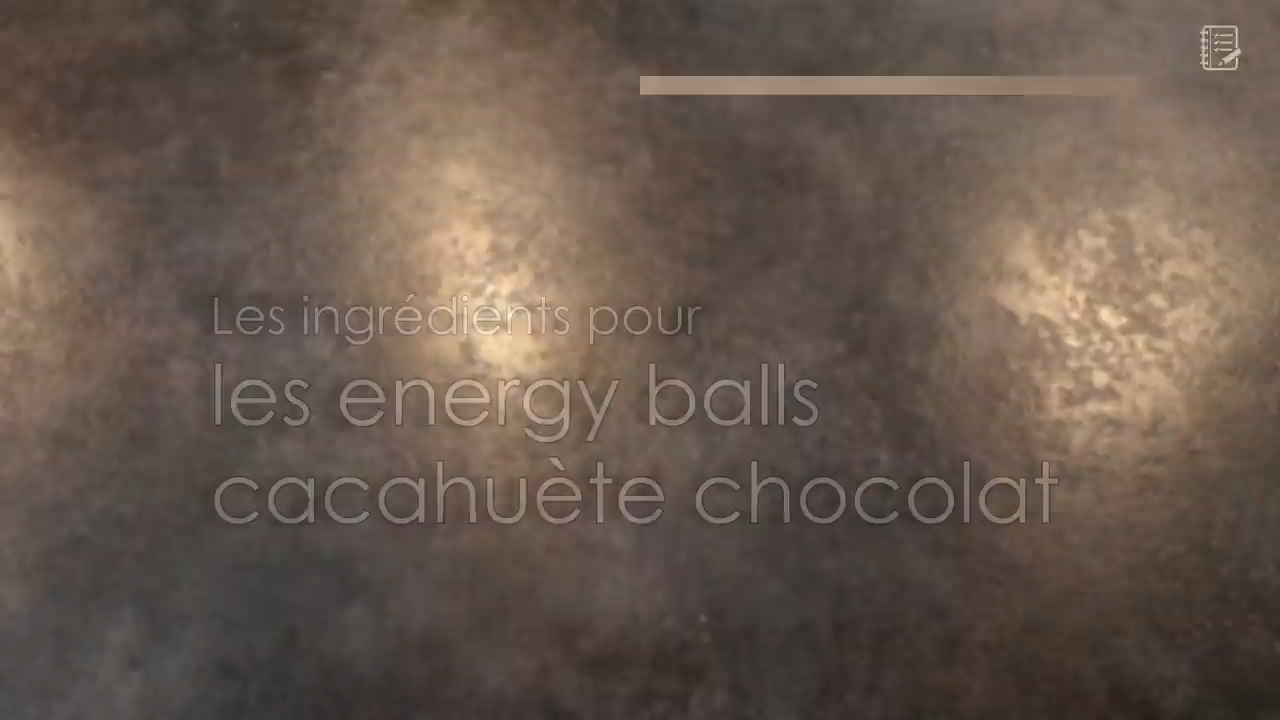 Les ingrédients pour
les energy balls
cacahuète chocolat